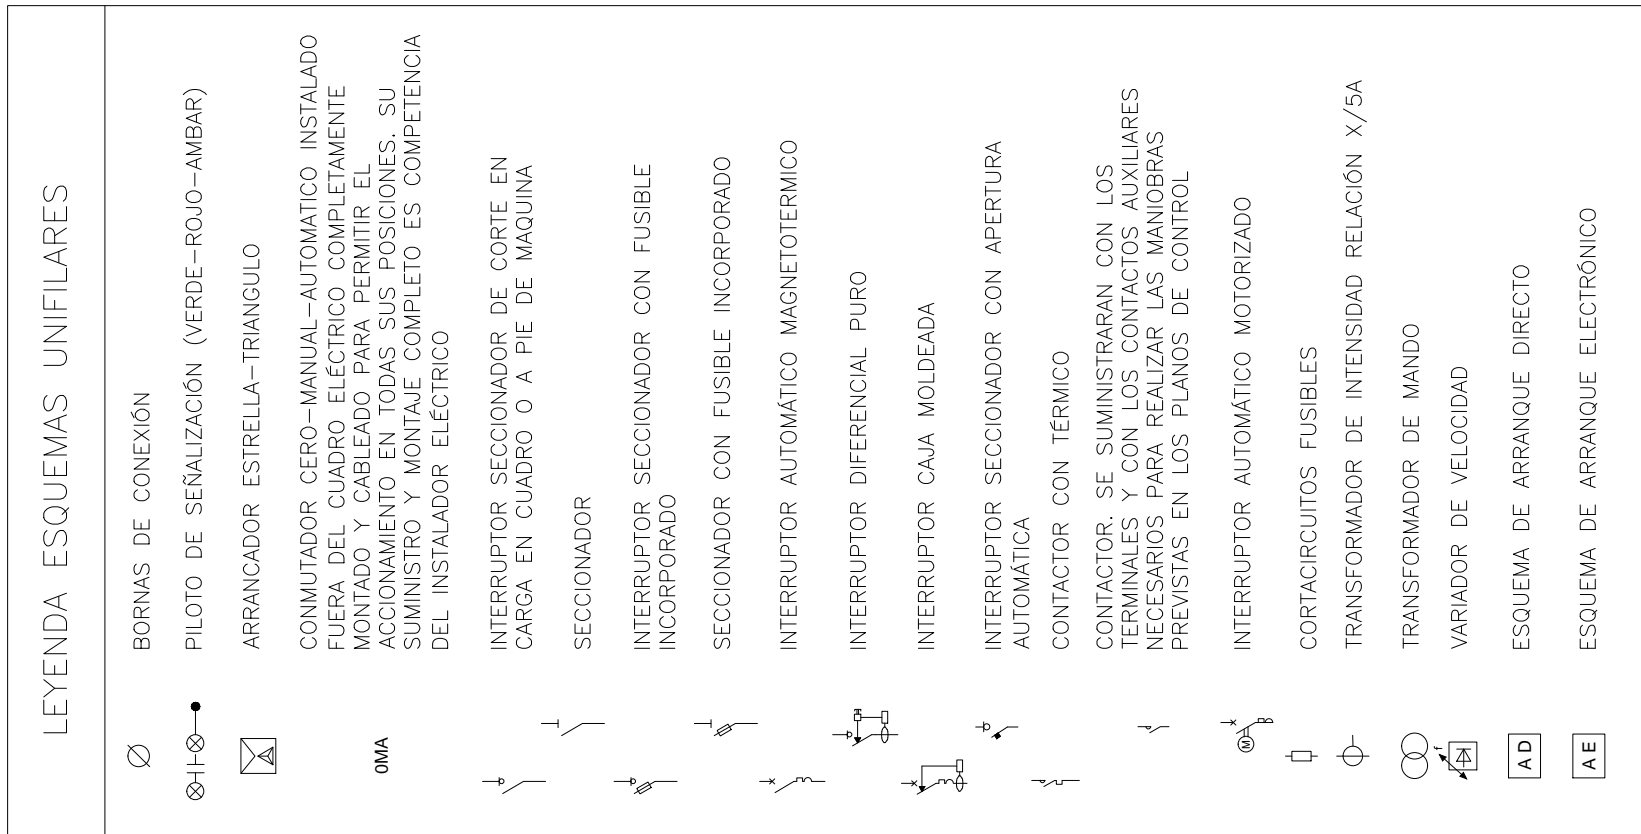 LEYENDA ESQUEMAS UNIFILARES
BORNAS DE CONEXIÓN
PILOTO DE SEÑALIZACIÓN (VERDE-ROJO-AMBAR)
ARRANCADOR ESTRELLA-TRIANGULO
0MA
CONMUTADOR CERO-MANUAL-AUTOMATICO INSTALADO
FUERA DEL CUADRO ELÉCTRICO COMPLETAMENTE
MONTADO Y CABLEADO PARA PERMITIR EL
ACCIONAMIENTO EN TODAS SUS POSICIONES. SU
SUMINISTRO Y MONTAJE COMPLETO ES COMPETENCIA
DEL INSTALADOR ELÉCTRICO
INTERRUPTOR SECCIONADOR DE CORTE EN
CARGA EN CUADRO O A PIE DE MAQUINA
SECCIONADOR
INTERRUPTOR SECCIONADOR CON FUSIBLE
INCORPORADO
SECCIONADOR CON FUSIBLE INCORPORADO
INTERRUPTOR AUTOMÁTICO MAGNETOTERMICO
INTERRUPTOR DIFERENCIAL PURO
INTERRUPTOR CAJA MOLDEADA
INTERRUPTOR SECCIONADOR CON APERTURA
AUTOMÁTICA
CONTACTOR CON TÉRMICO
CONTACTOR. SE SUMINISTRARAN CON LOS
TERMINALES Y CON LOS CONTACTOS AUXILIARES
NECESARIOS PARA REALIZAR LAS MANIOBRAS
PREVISTAS EN LOS PLANOS DE CONTROL
M
INTERRUPTOR AUTOMÁTICO MOTORIZADO
CORTACIRCUITOS FUSIBLES
TRANSFORMADOR DE INTENSIDAD RELACIÓN X/5A
TRANSFORMADOR DE MANDO
f
VARIADOR DE VELOCIDAD
AD
ESQUEMA DE ARRANQUE DIRECTO
AE
ESQUEMA DE ARRANQUE ELECTRÓNICO